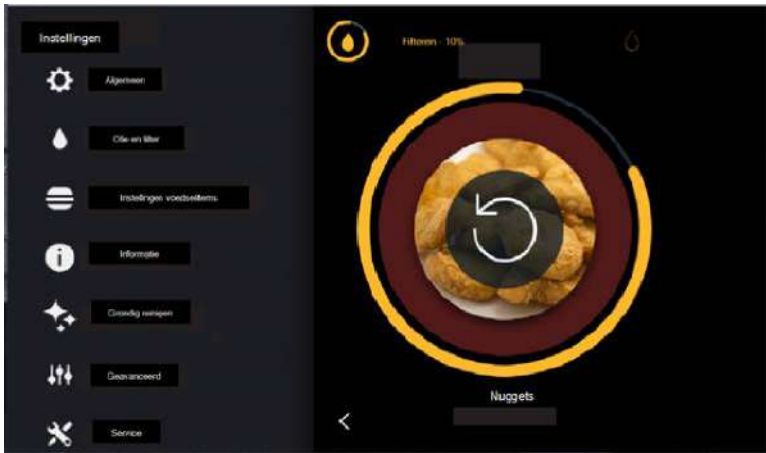 Instellingen
Algemeen
Olie en filter
Instellingen voedselitems
Informatie
Grondig reinigen
Geavanceerd
Service
Filteren - 10%
Nuggets